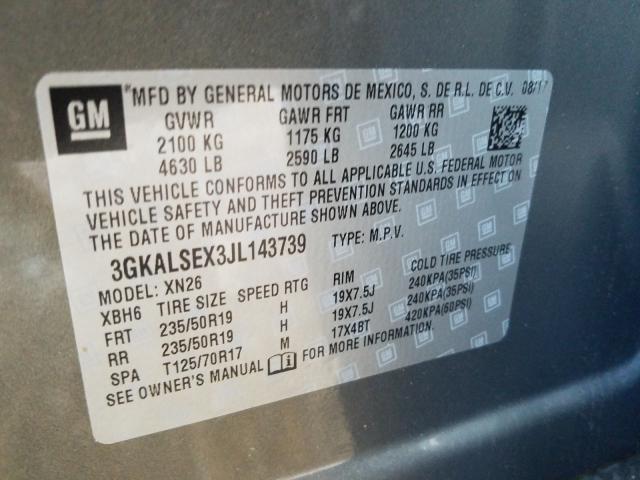 GM
*MFD BY GENERAL MOTORS DE MEXICO, S. DE R.L. DE C.V. 08/17
GVWR GAWR FRT GAWR RR
2100 KG 1175 KG 1200 KG
4630 LB 2590 LB 2645 LB
THIS VEHICLE CONFORMS TO ALL APPLICABLE U.S. FEDERAL MOTOR
VEHICLE SAFETY AND THEFT PREVENTION STANDARDS IN EFFECT ON
THE DATE OF MANUFACTURE SHOWN ABOVE.
3GKALSEX3JL143739 TYPE: M.P.V.
MODEL: XN26
XBH6 TIRE SIZE SPEED RTG RIM COLD TIRE PRESSURE
FRT 235/50R19 H 19X7.5J 240KPA(35PSI)
RR 235/50R19 H 19X7.5J 240KPA(35PSI)
SPA T125/70R17 M 17X4BT 420KPA(60PSI)
SEE OWNER'S MANUAL i FOR MORE INFORMATION.